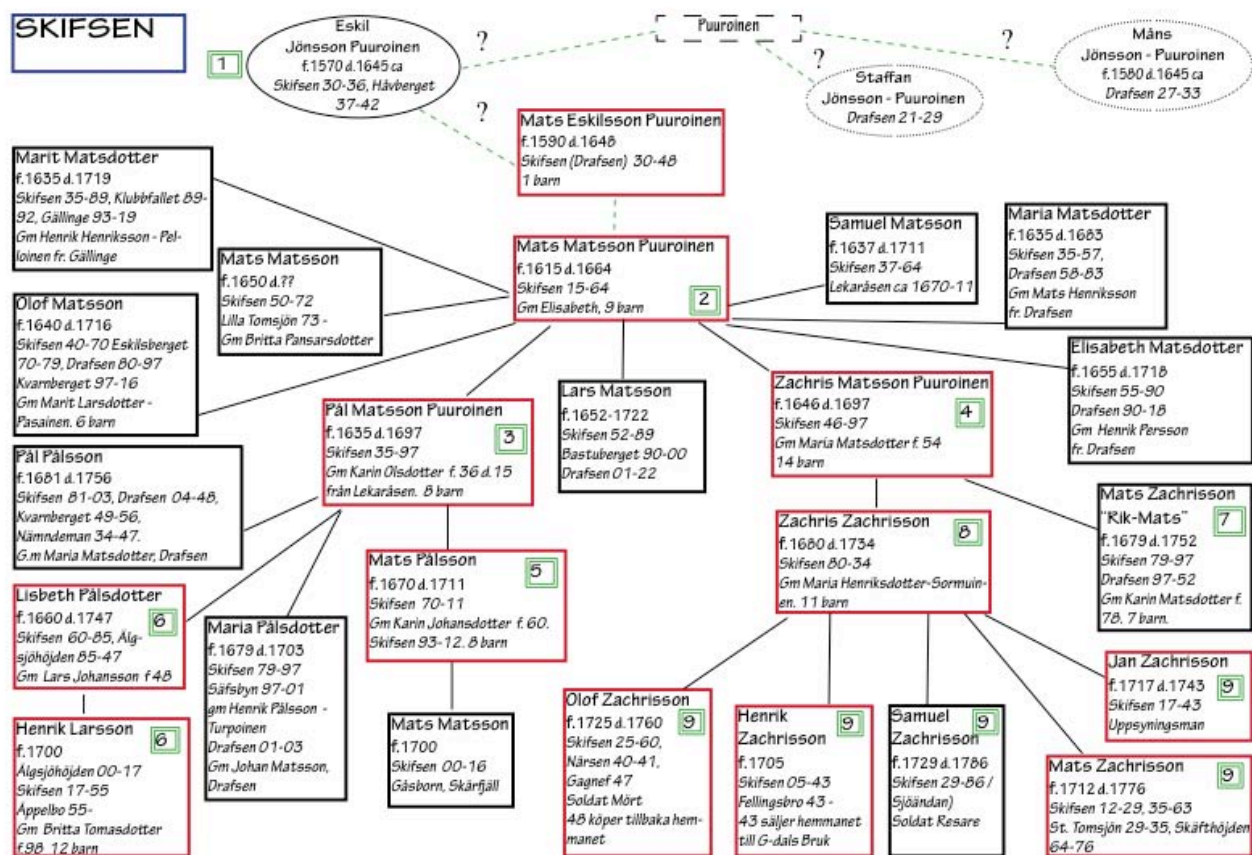 SKIFSEN
1
Eskil
Jönsson Puuroinen
f.1570 d.1645 ca
Skifsen 30-36, Håvberget
37-42
?
Puuroinen
?
?
Staffan
Jönsson - Puuroinen
Drafsen 21-29
Måns
Jönsson - Puuroinen
f.1580 d.1645 ca
Drafsen 27-33
?
Mats Eskilsson Puuroinen
f.1590 d.1648
Skifsen (Drafsen) 30-48
1 barn
Marit Matsdotter
f.1635 d.1719
Skifsen 35-89, Klubbfallet 89-
92, Gällinge 93-19
Gm Henrik Henriksson - Pel-
loinen fr. Gällinge
Mats Matsson
f.1650 d.??
Skifsen 50-72
Lilla Tomsjön 73 -
Gm Britta Pansarsdotter
Mats Matsson Puuroinen
f.1615 d.1664
Skifsen 15-64
Gm Elisabeth, 9 barn
2
Samuel Matsson
f.1637 d.1711
Skifsen 37-64
Lekaråsen ca 1670-11
Maria Matsdotter
f.1635 d.1683
Skifsen 35-57,
Drafsen 58-83
Gm Mats Henriksson
fr. Drafsen
Olof Matsson
f.1640 d.1716
Skifsen 40-70 Eskilsberget
70-79, Drafsen 80-97
Kvarnberget 97-16
Gm Marit Larsdotter -
Pasainen. 6 barn
Elisabeth Matsdotter
f.1655 d.1718
Skifsen 55-90
Drafsen 90-18
Gm Henrik Persson
fr. Drafsen
Pål Matsson Puuroinen
f.1635 d.1697
Skifsen 35-97
Gm Karin Olsdotter f. 36 d.15
från Lekaråsen. 8 barn
3
Lars Matsson
f.1652-1722
Skifsen 52-89
Bastuberget 90-00
Drafsen 01-22
Zachris Matsson Puuroinen
f.1646 d.1697
Skifsen 46-97
Gm Maria Matsdotter f. 54
14 barn
4
Pål Pålsson
f.1681 d.1756
Skifsen 81-03, Drafsen 04-48,
Kvarnberget 49-56,
Nämndeman 34-47.
G.m Maria Matsdotter, Drafsen
Mats Pålsson
f.1670 d.1711
Skifsen 70-11
Gm Karin Johansdotter f. 60.
Skifsen 93-12. 8 barn
5
Zachris Zachrisson
f.1680 d.1734
Skifsen 80-34
Gm Maria Henriksdotter-Sormuin-
en. 11 barn
8
Mats Zachrisson
"Rik-Mats"
f.1679 d.1752
Skifsen 79-97
Drafsen 97-52
Gm Karin Matsdotter f.
78. 7 barn.
7
Lisbeth Pålsdotter
f.1660 d.1747
Skifsen 60-85, Älg-
sjöhöjden 85-47
Gm Lars Johansson f 48
6
Maria Pålsdotter
f.1679 d.1703
Skifsen 79-97
Säfsbyn 97-01
gm Henrik Pålsson -
Turpoinen
Drafsen 01-03
Gm Johan Matsson,
Drafsen
Henrik Larsson
f.1700
Älgsjöhöjden 00-17
Skifsen 17-55
Äppelbo 55-
Gm Britta Tomasdotter
f.98 12 barn
6
Mats Matsson
f.1700
Skifsen 00-16
Gåsborn, Skärfjäll
Olof Zachrisson
f.1725 d.1760
Skifsen 25-60,
Närsen 40-41,
Gagnef 47
Soldat Mört
48 köper tillbaka hem-
manet
9
Henrik
Zachrisson
f.1705
Skifsen 05-43
Fellingsbro 43 -
43 säljer hemmanet
till G-dals Bruk
9
Samuel
Zachrisson
f.1729 d.1786
Skifsen 29-86 /
Sjöändan)
Soldat Resare
9
Jan Zachrisson
f.1717 d.1743
Skifsen 17-43
Uppsyningsman
9
Mats Zachrisson
f.1712 d.1776
Skifsen 12-29, 35-63
St. Tomsjön 29-35, Skäfthöjden
64-76
9